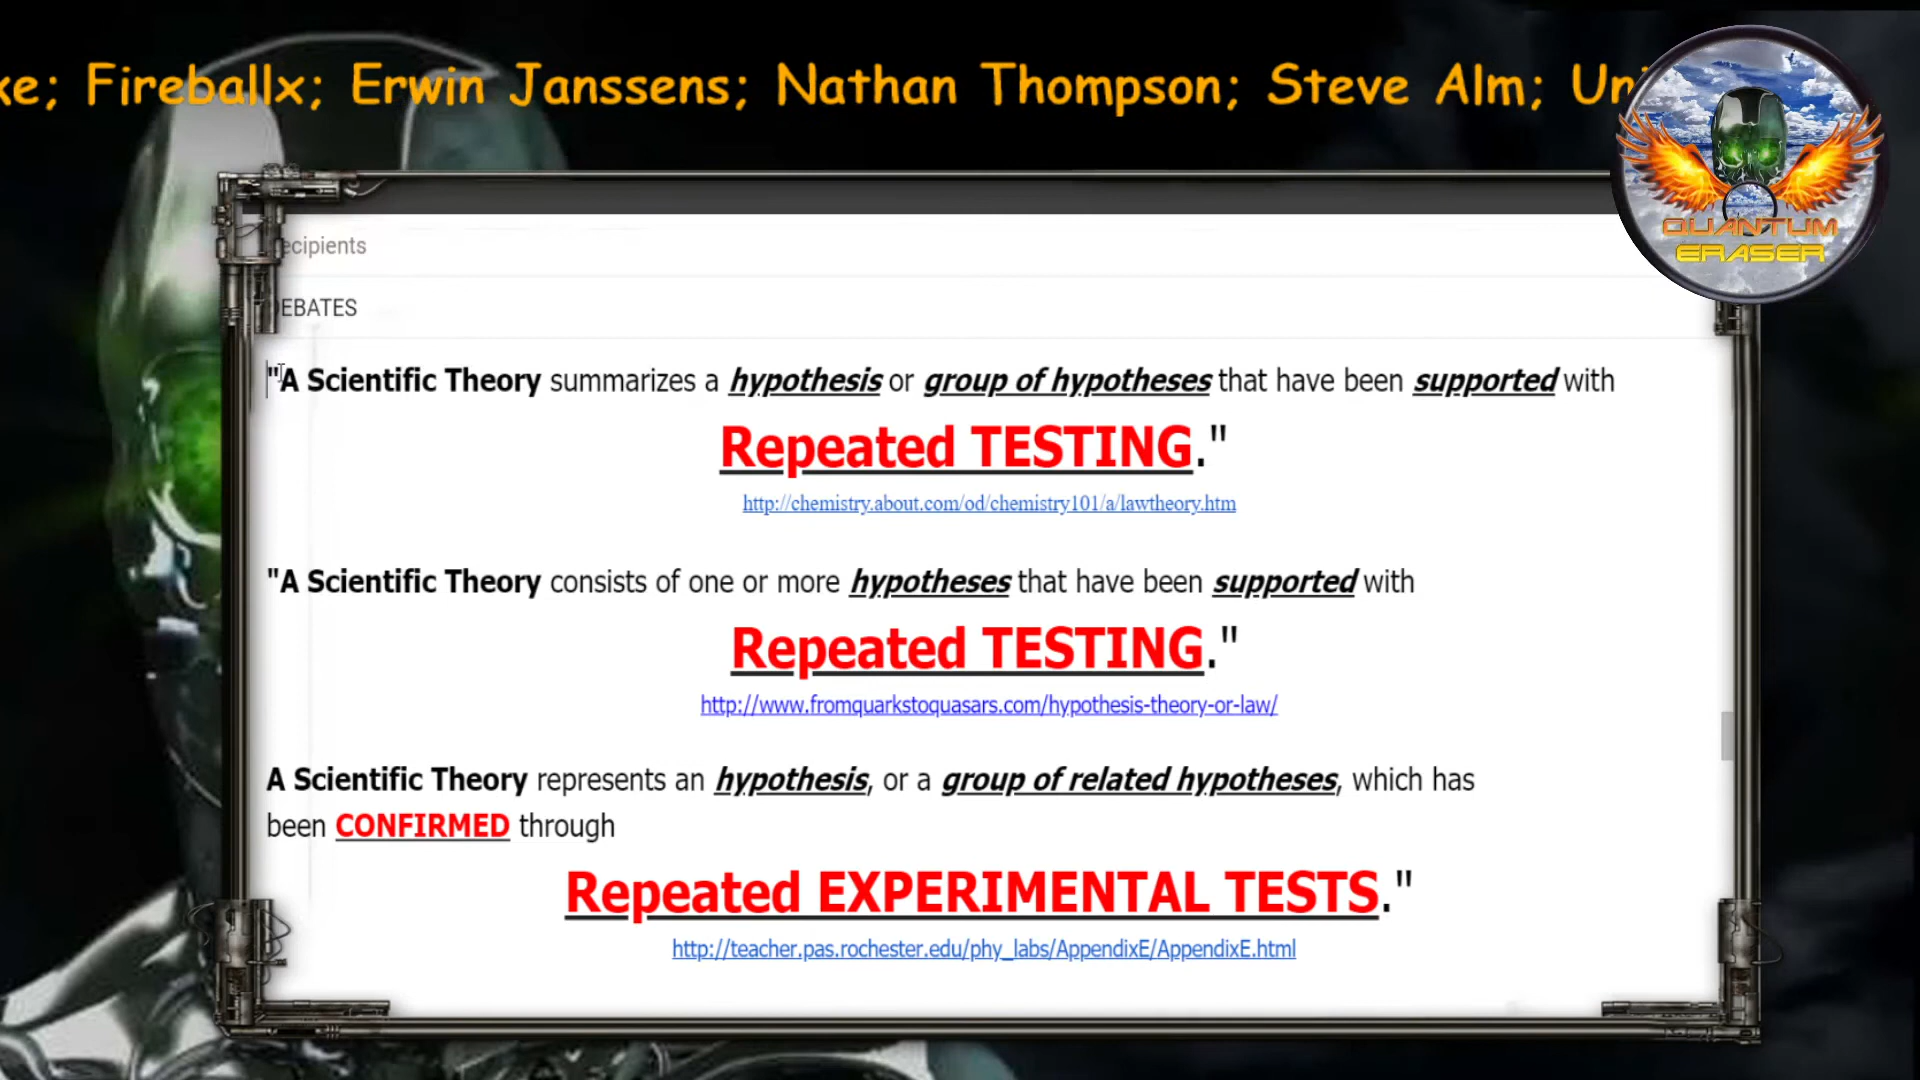 xe; Fireballx; Erwin Janssens; Nathan Thompson; Steve Alm; Uni
QUANTUM
ERASER
ecipients
EBATES
"A Scientific Theory summarizes a hypothesis or group of hypotheses that have been supported with
Repeated TESTING."
http://chemistry.about.com/od/chemistry101/a/lawtheory.htm
"A Scientific Theory consists of one or more hypotheses that have been supported with
Repeated TESTING."
http://www.fromquarkstoquasars.com/hypothesis-theory-or-law/
A Scientific Theory represents an hypothesis, or a group of related hypotheses, which has
been CONFIRMED through
Repeated EXPERIMENTAL TESTS."
http://teacher.pas.rochester.edu/phy_labs/AppendixE/AppendixE.html